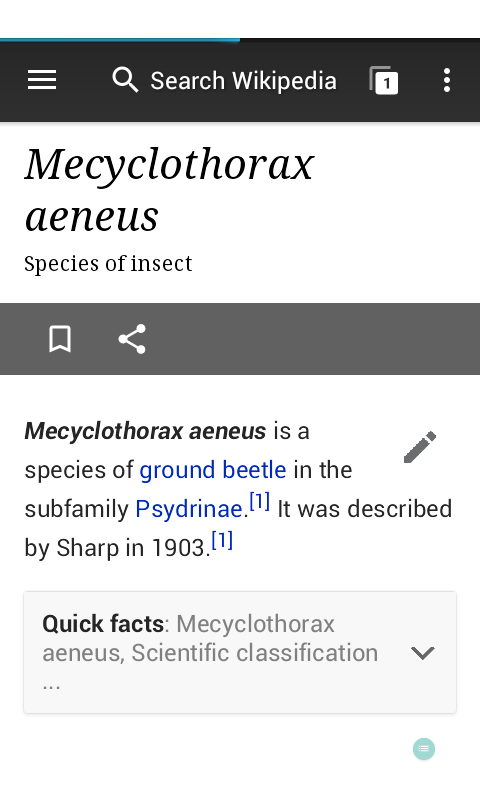 Search Wikipedia
1
Mecyclothorax
aeneus
Species of insect
Mecyclothorax aeneus is a
species of ground beetle in the
subfamily Psydrinae.[1] It was described
by Sharp in 1903.[1]
Quick facts: Mecyclothorax
aeneus, Scientific classification
...